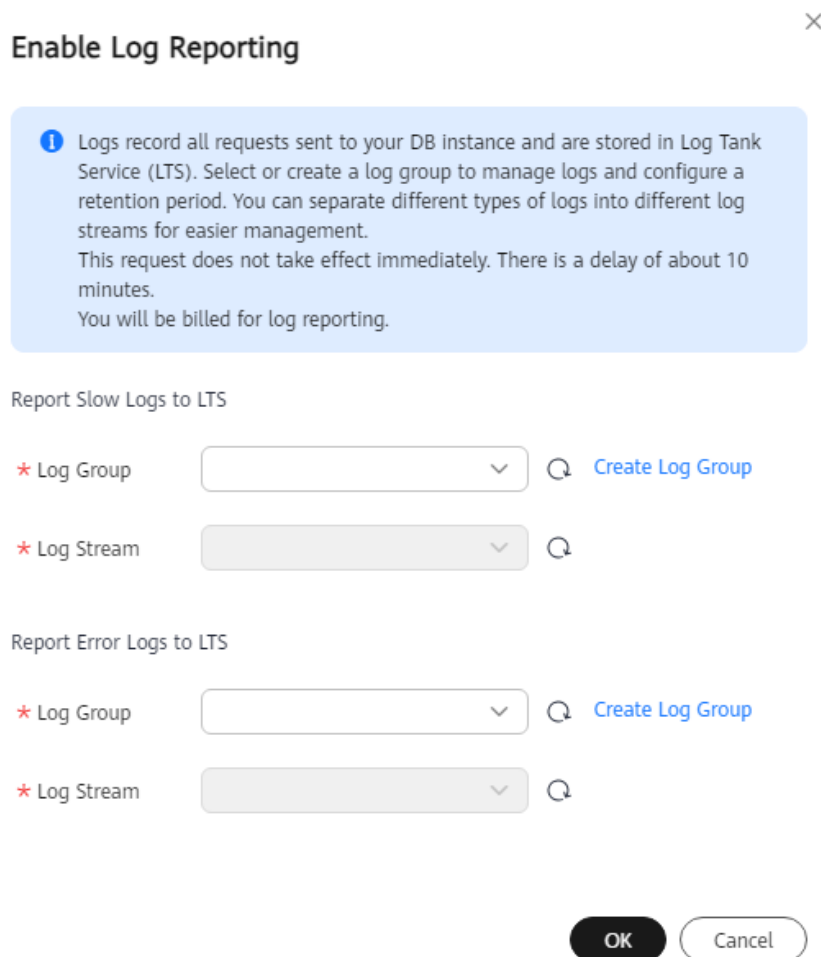 Enable Log Reporting
Logs record all requests sent to your DB instance and are stored in Log Tank
Service (LTS). Select or create a log group to manage logs and configure a
retention period. You can separate different types of logs into different log
streams for easier management.
This request does not take effect immediately. There is a delay of about 10
minutes.
You will be billed for log reporting.
Report Slow Logs to LTS
* Log Group Create Log Group
* Log Stream
Report Error Logs to LTS
* Log Group Create Log Group
* Log Stream
OK Cancel